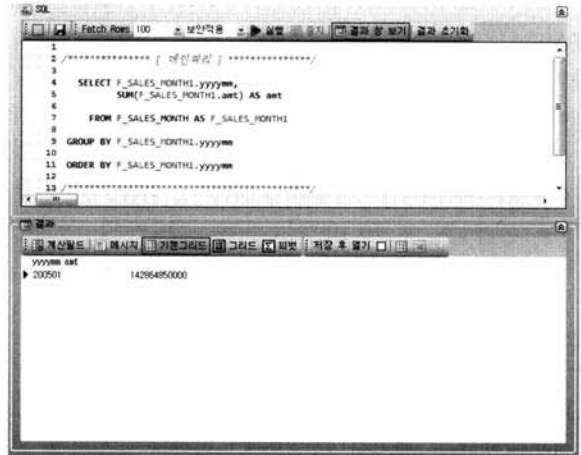 SQL
Fetch Rows 100 보안적용 실행 중지 결과 창 보기 결과 초기화
1
2 /*************** [ 메인쿼리 ] ***************/
3
4 SELECT F_SALES_MONTH1.yyyymm,
5 SUM(F_SALES_MONTH1.amt) AS amt
6
7 FROM F_SALES_MONTH AS F_SALES_MONTH1
8
9 GROUP BY F_SALES_MONTH1.yyyymm
10
11 ORDER BY F_SALES_MONTH1.yyyymm
12
13 /*******************************************/
결과
계산필드 메시지 기본그리드 그리드 피벗 저장 후 열기
yyyymm amt
200501 142864850000